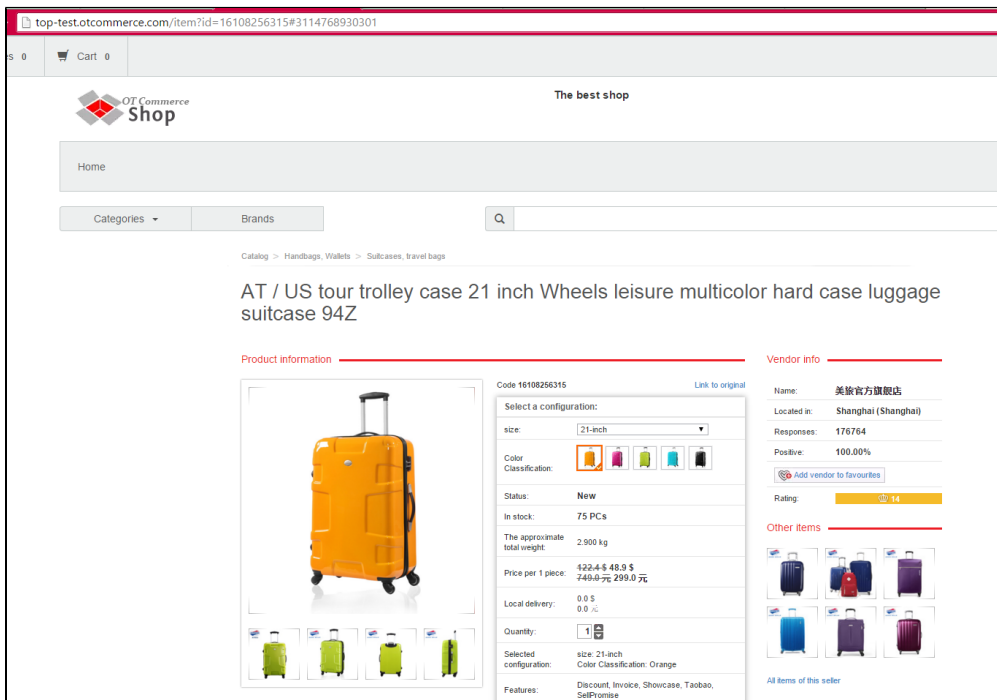 top-test.otcommerce.com/item?id=16108256315#3114768930301
es 0
Cart 0
OT Commerce
Shop
The best shop
Home
Categories
Brands
Catalog > Handbags, Wallets > Suitcases, travel bags
AT / US tour trolley case 21 inch Wheels leisure multicolor hard case luggage
suitcase 94Z
Product information
Code 16108256315 Link to original
Select a configuration:
size: 21-inch
Color
Classification:
Status: New
In stock: 75 PCs
The approximate
total weight: 2.900 kg
Price per 1 piece: 122.4 $ 48.9 $
749.0 元 299.0 元
Local delivery: 0.0 $
0.0 元
Quantity: 1
Selected
configuration: size: 21-inch
Color Classification: Orange
Features: Discount, Invoice, Showcase, Taobao,
SellPromise
Vendor info
Name: 美旅官方旗舰店
Located in: Shanghai (Shanghai)
Responses: 176764
Positive: 100.00%
Add vendor to favourites
Rating: 14
Other items
All items of this seller